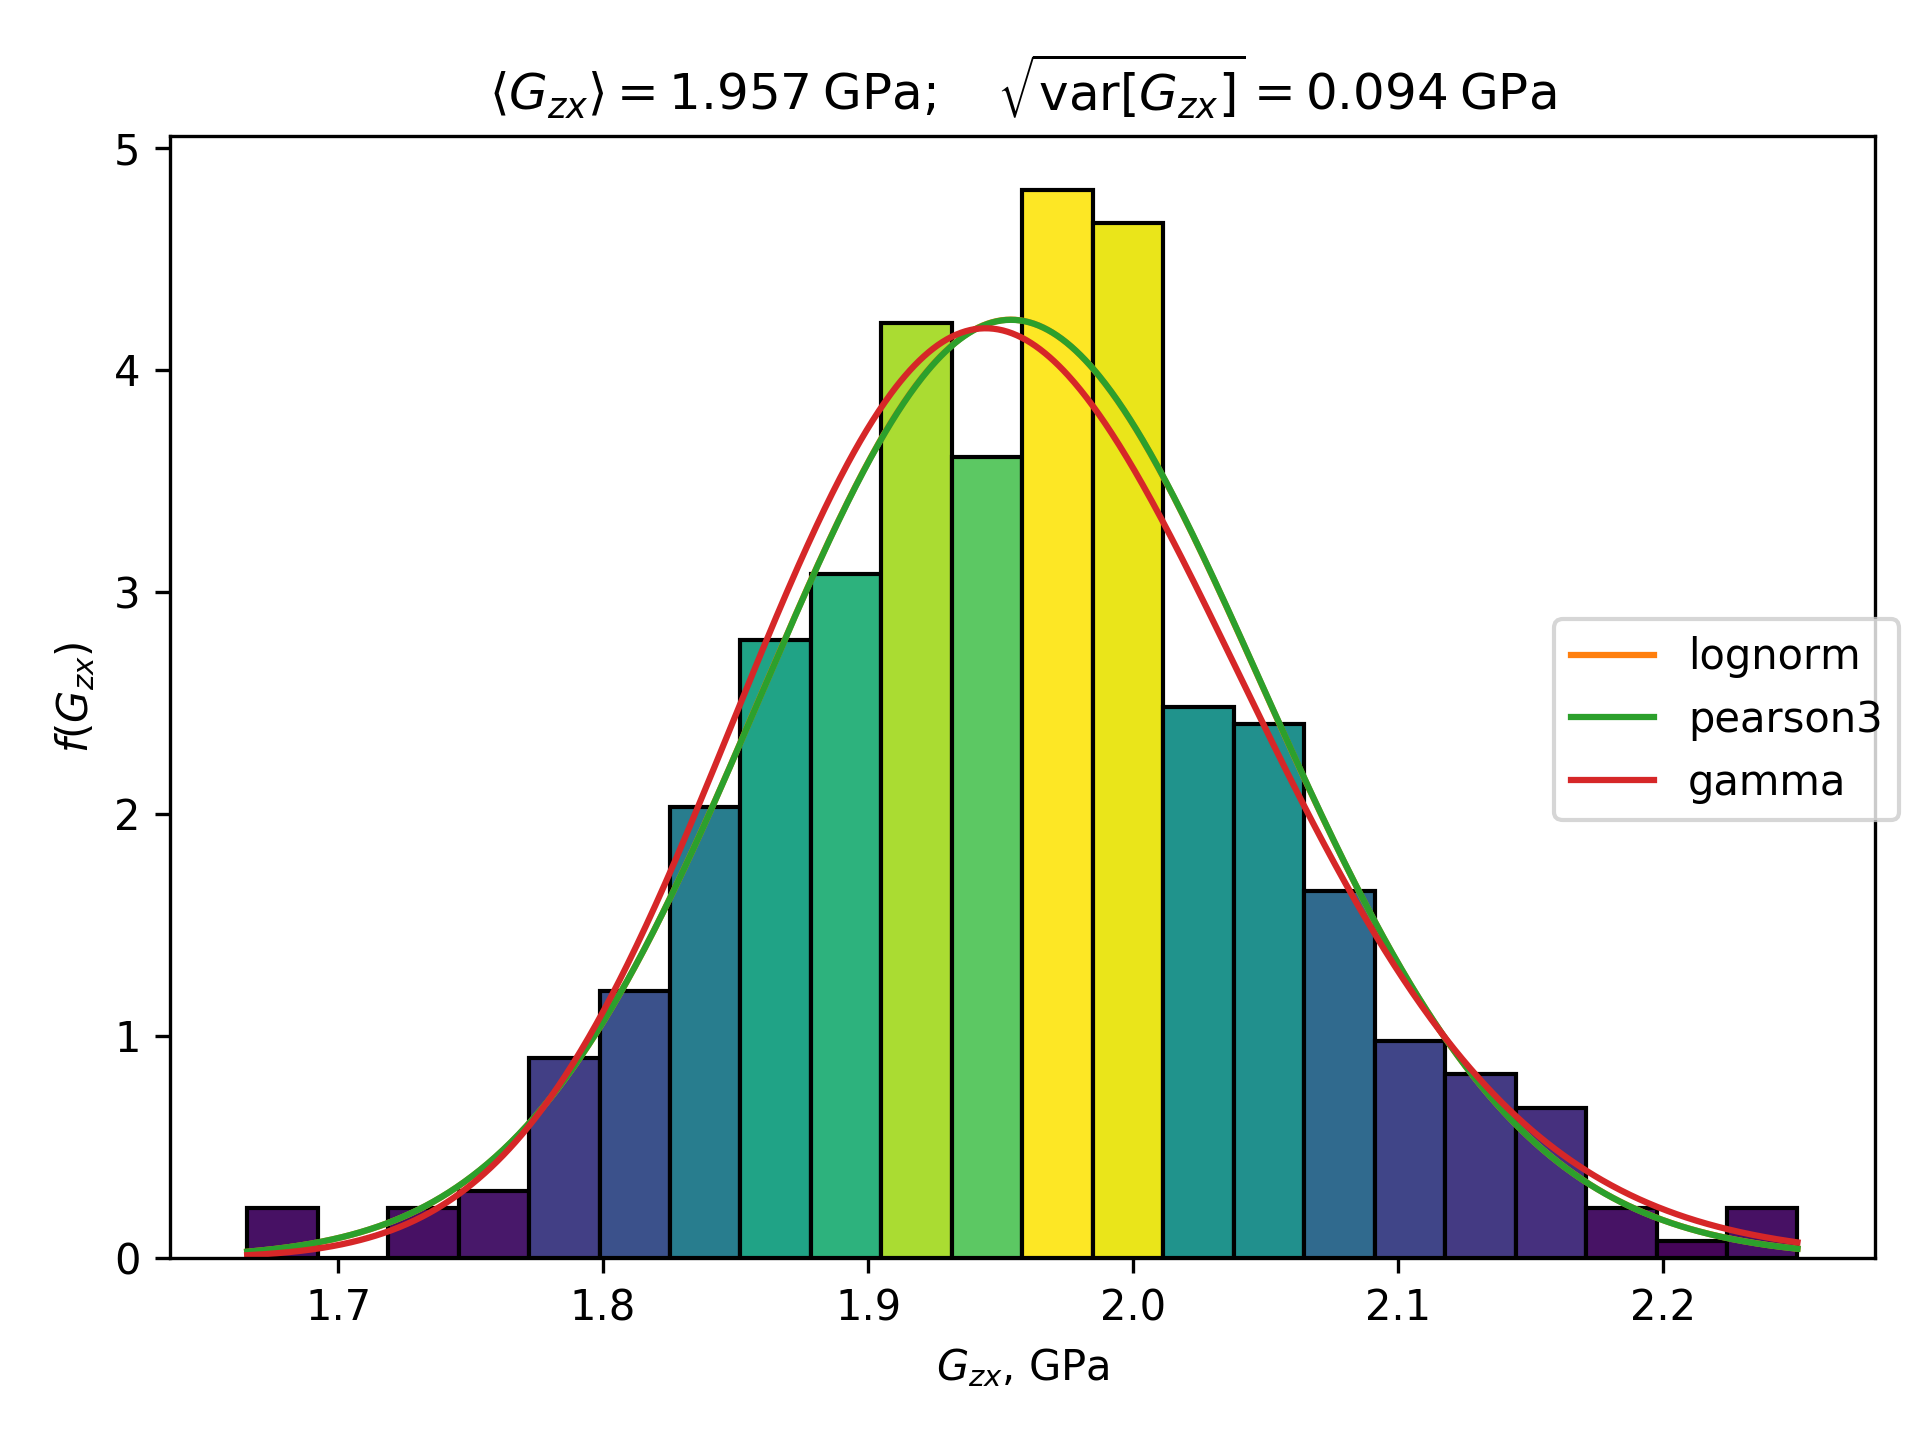 ⟨G_zx⟩ = 1.957 GPa; √var[G_zx] = 0.094 GPa
5
4
3
2
1
0
f(G_zx)
lognorm
pearson3
gamma
1.7 1.8 1.9 2.0 2.1 2.2
G_zx, GPa